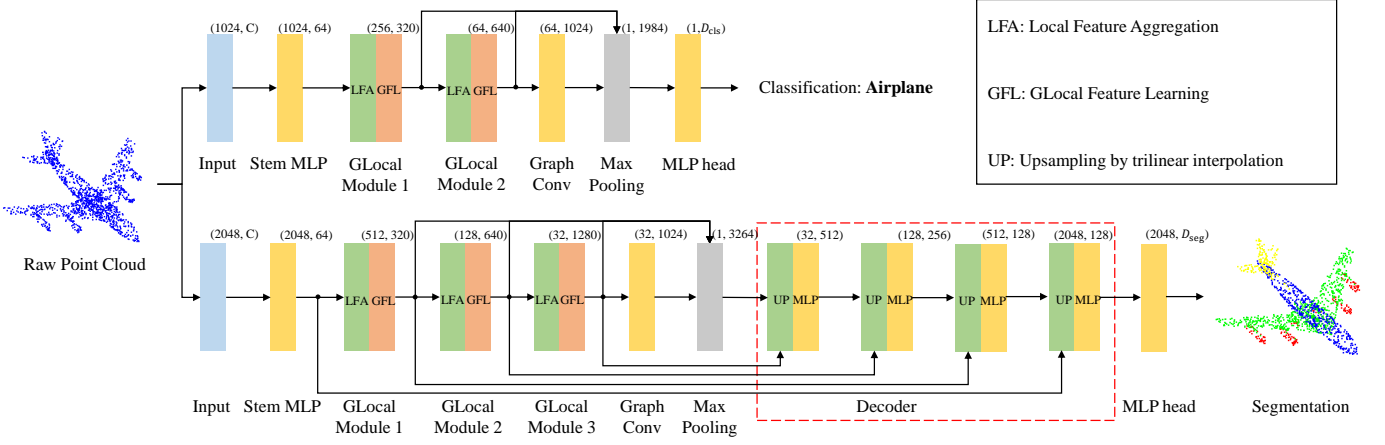 (1024, C)
(1024, 64)
(256, 320)
(64, 640)
(64, 1024)
(1, 1984)
(1,Dcls)
LFA GFL
LFA GFL
Classification: Airplane
Input
Stem MLP
GLocal
Module 1
GLocal
Module 2
Graph
Conv
Max
Pooling
MLP head
LFA: Local Feature Aggregation
GFL: GLocal Feature Learning
UP: Upsampling by trilinear interpolation
Raw Point Cloud
(2048, C)
(2048, 64)
(512, 320)
(128, 640)
(32, 1280)
(32, 1024)
(1, 3264)
(32, 512)
(128, 256)
(512, 128)
(2048, 128)
(2048, Dseg)
LFA GFL
LFA GFL
LFA GFL
UP MLP
UP MLP
UP MLP
UP MLP
Input
Stem MLP
GLocal
Module 1
GLocal
Module 2
GLocal
Module 3
Graph
Conv
Max
Pooling
Decoder
MLP head
Segmentation